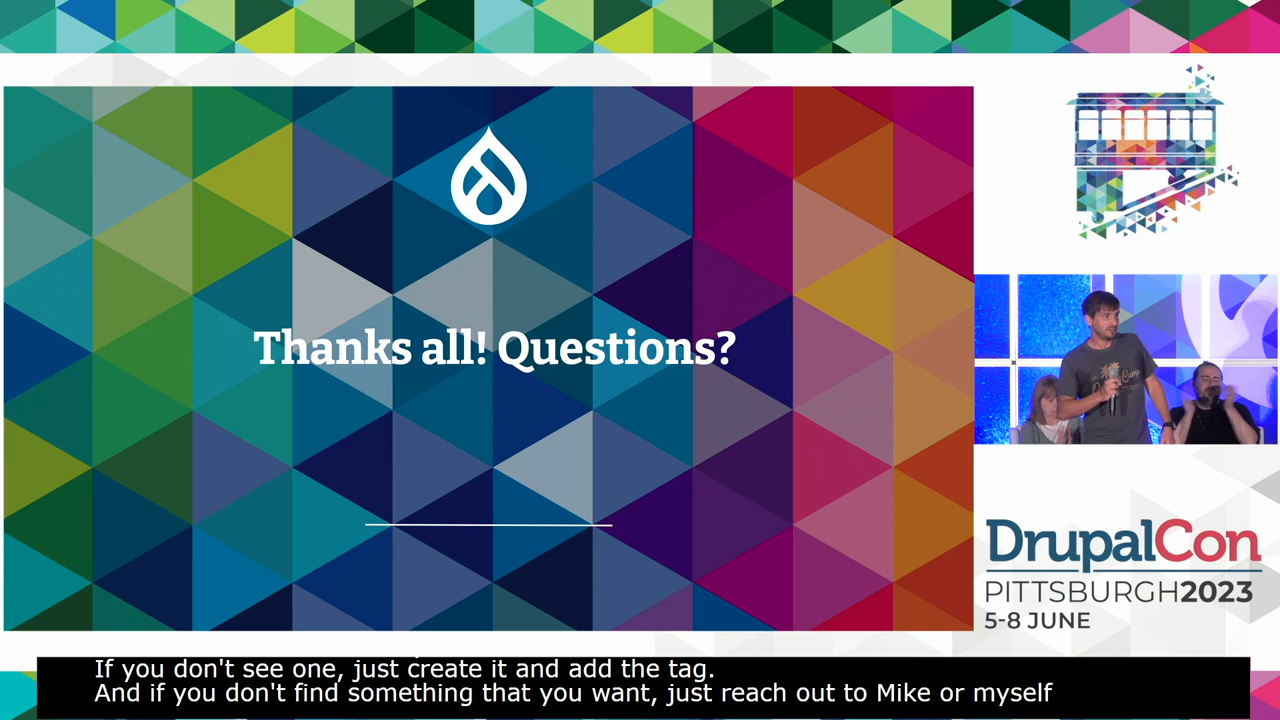 Thanks all! Questions?
DrupalCon
PITTSBURGH2023
5-8 JUNE
If you don't see one, just create it and add the tag.
And if you don't find something that you want, just reach out to Mike or myself